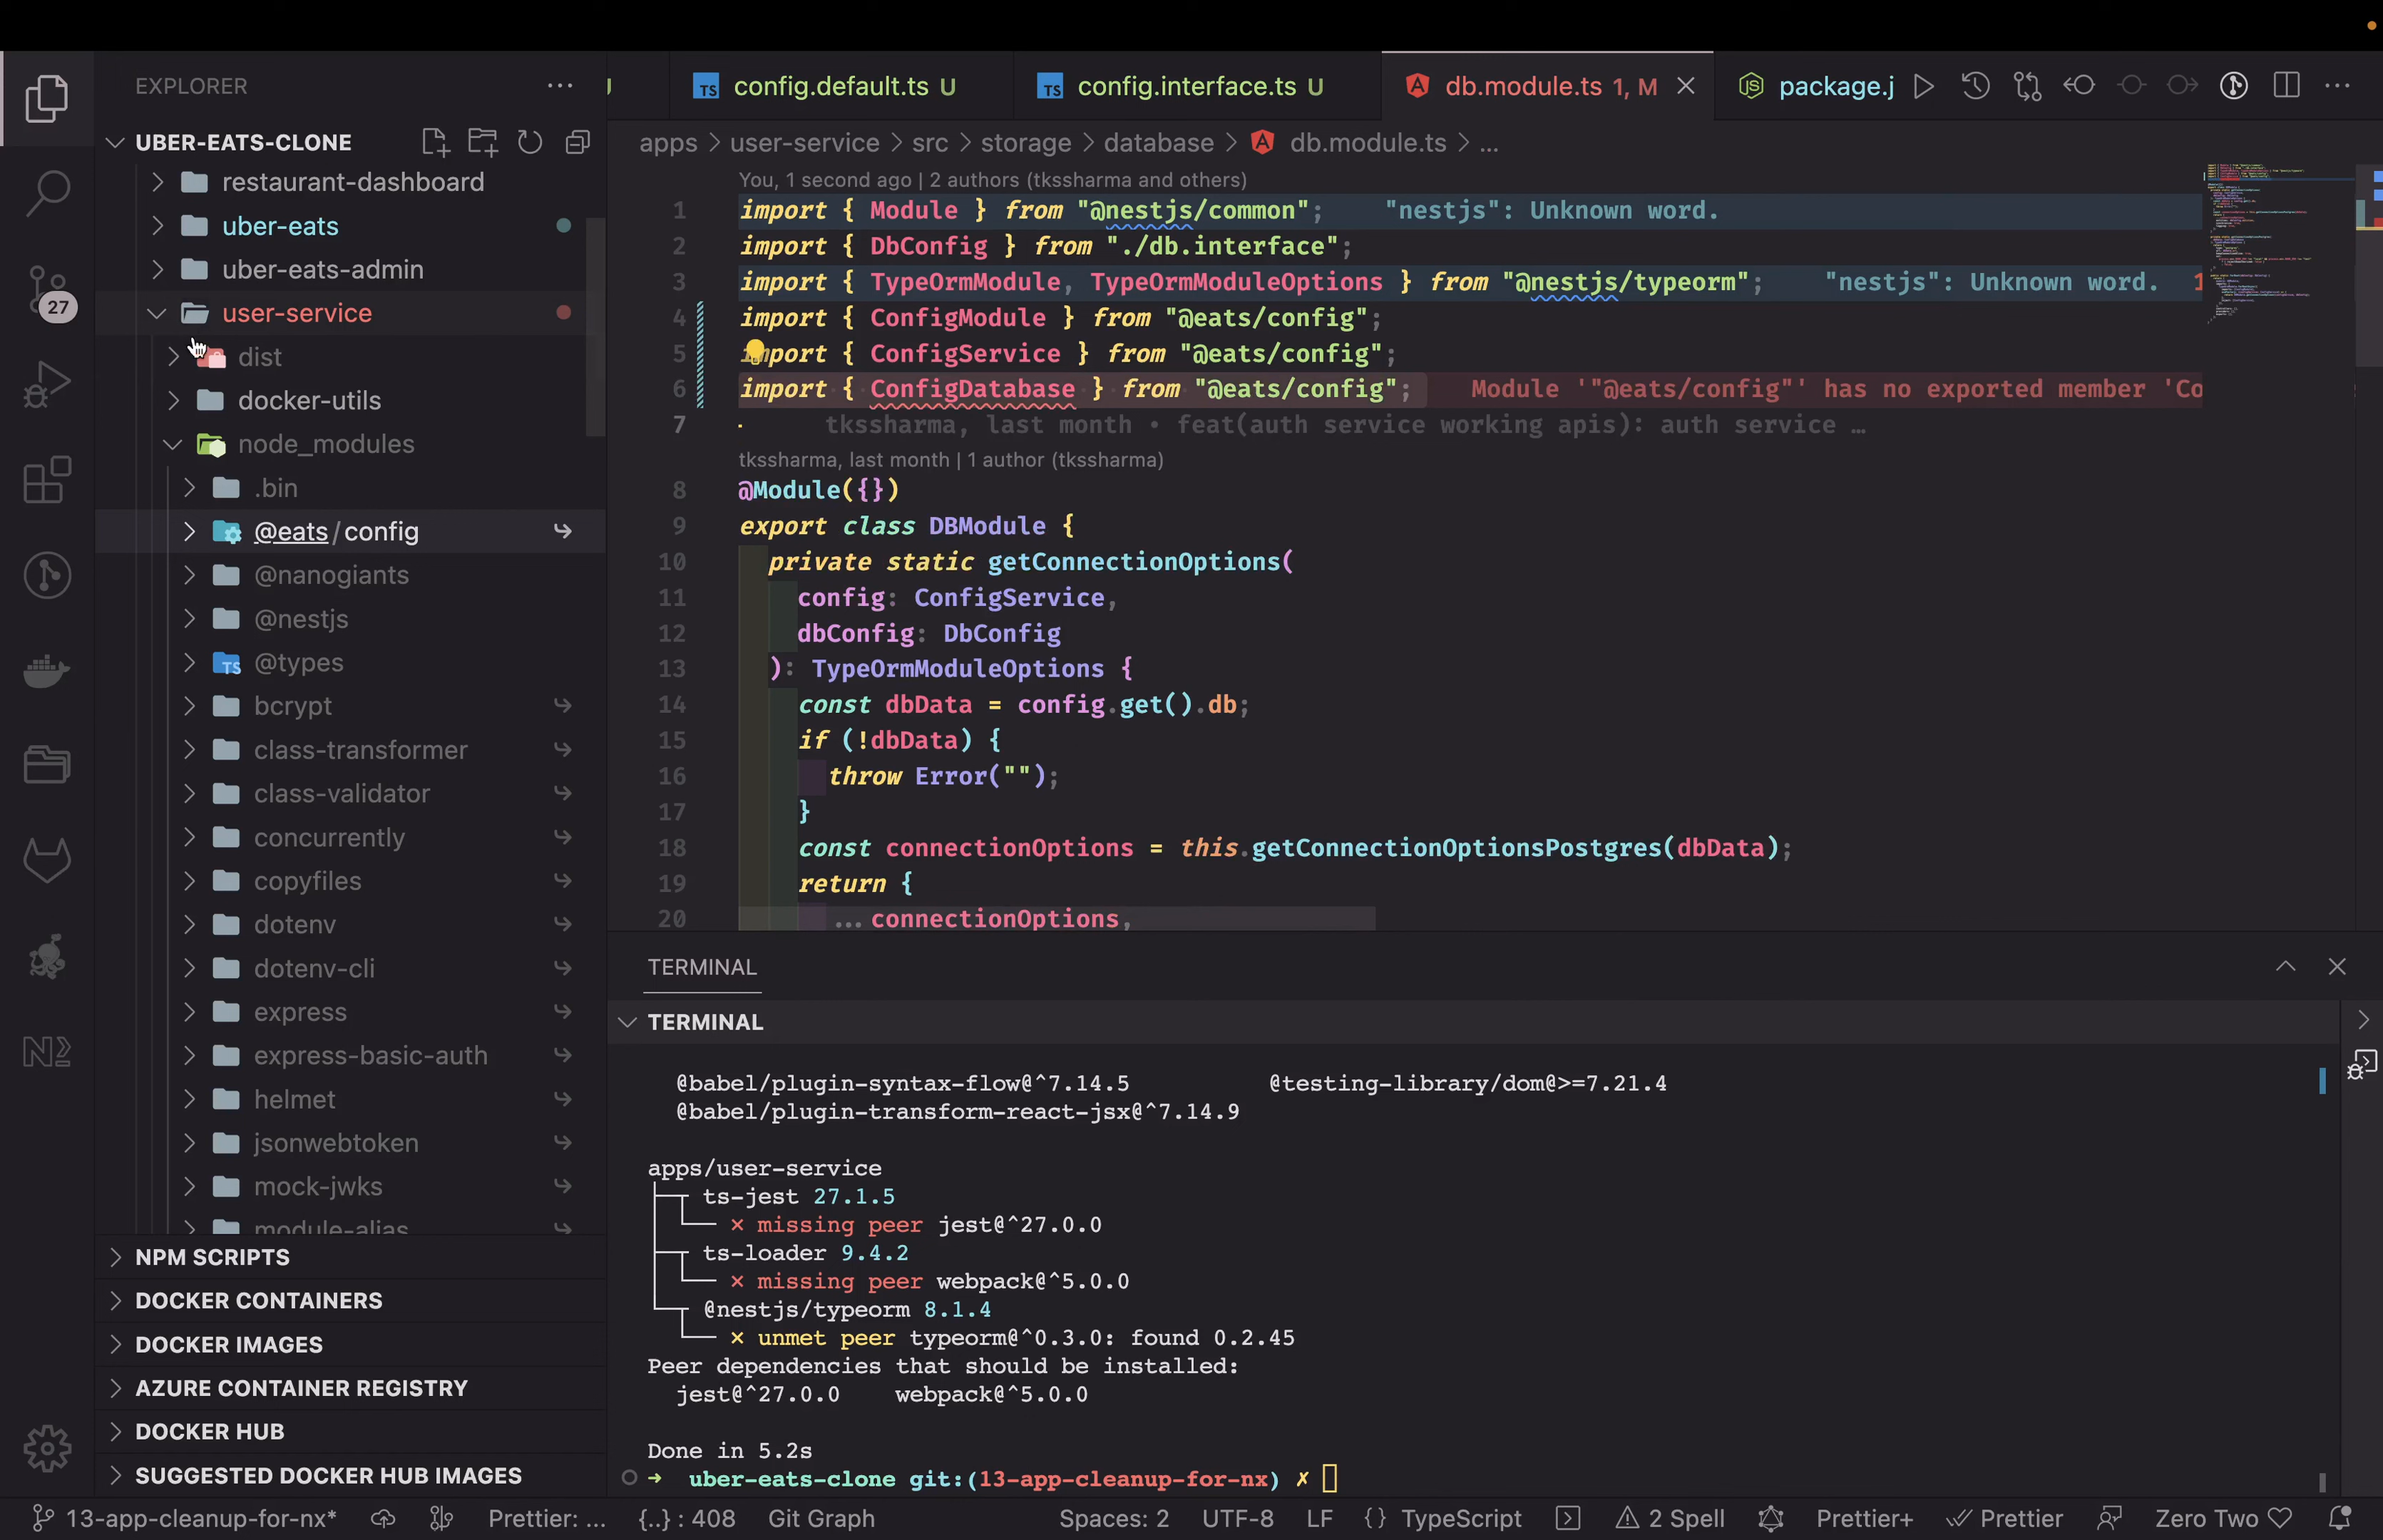 EXPLORER
UBER-EATS-CLONE
restaurant-dashboard
uber-eats
uber-eats-admin
user-service
dist
docker-utils
node_modules
.bin
@eats/config
@nanogiants
@nestjs
@types
bcrypt
class-transformer
class-validator
concurrently
copyfiles
dotenv
dotenv-cli
express
express-basic-auth
helmet
jsonwebtoken
mock-jwks
module-alias
NPM SCRIPTS
DOCKER CONTAINERS
DOCKER IMAGES
AZURE CONTAINER REGISTRY
DOCKER HUB
SUGGESTED DOCKER HUB IMAGES
27
TS config.default.ts U
TS config.interface.ts U
db.module.ts 1, M
package.j
apps > user-service > src > storage > database > db.module.ts > ...
You, 1 second ago | 2 authors (tkssharma and others)
1 import { Module } from "@nestjs/common"; "nestjs": Unknown word.
2 import { DbConfig } from "./db.interface";
3 import { TypeOrmModule, TypeOrmModuleOptions } from "@nestjs/typeorm"; "nestjs": Unknown word.
4 import { ConfigModule } from "@eats/config";
5 import { ConfigService } from "@eats/config";
6 import { ConfigDatabase } from "@eats/config"; Module '"@eats/config"' has no exported member 'Co
7 tkssharma, last month • feat(auth service working apis): auth service …
tkssharma, last month | 1 author (tkssharma)
8 @Module({})
9 export class DBModule {
10 private static getConnectionOptions(
11 config: ConfigService,
12 dbConfig: DbConfig
13 ): TypeOrmModuleOptions {
14 const dbData = config.get().db;
15 if (!dbData) {
16 throw Error("");
17 }
18 const connectionOptions = this.getConnectionOptionsPostgres(dbData);
19 return {
20 ...connectionOptions,
TERMINAL
TERMINAL
@babel/plugin-syntax-flow@^7.14.5 @testing-library/dom@>=7.21.4
@babel/plugin-transform-react-jsx@^7.14.9
apps/user-service
ts-jest 27.1.5
✕ missing peer jest@^27.0.0
ts-loader 9.4.2
✕ missing peer webpack@^5.0.0
@nestjs/typeorm 8.1.4
✕ unmet peer typeorm@^0.3.0: found 0.2.45
Peer dependencies that should be installed:
jest@^27.0.0 webpack@^5.0.0
Done in 5.2s
➜ uber-eats-clone git:(13-app-cleanup-for-nx) ✗
13-app-cleanup-for-nx* Prettier: ... {..} : 408 Git Graph Spaces: 2 UTF-8 LF {} TypeScript 2 Spell Prettier+ Prettier Zero Two